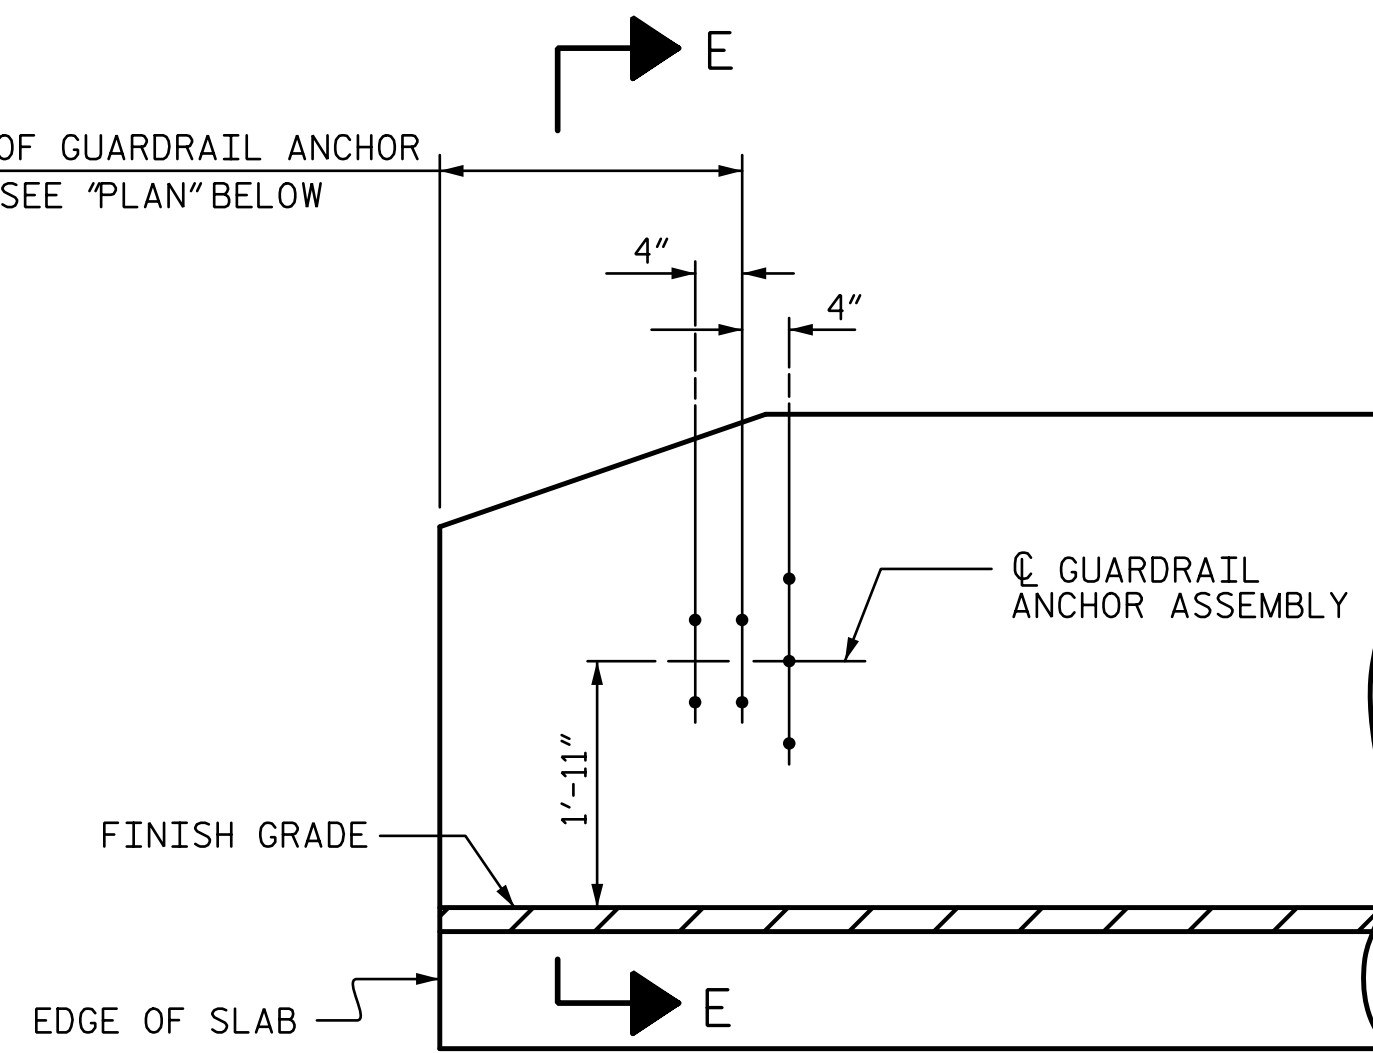 E
OF GUARDRAIL ANCHOR
SEE "PLAN" BELOW
4"
4"
℄ GUARDRAIL
ANCHOR ASSEMBLY
1'-11"
FINISH GRADE
EDGE OF SLAB
E